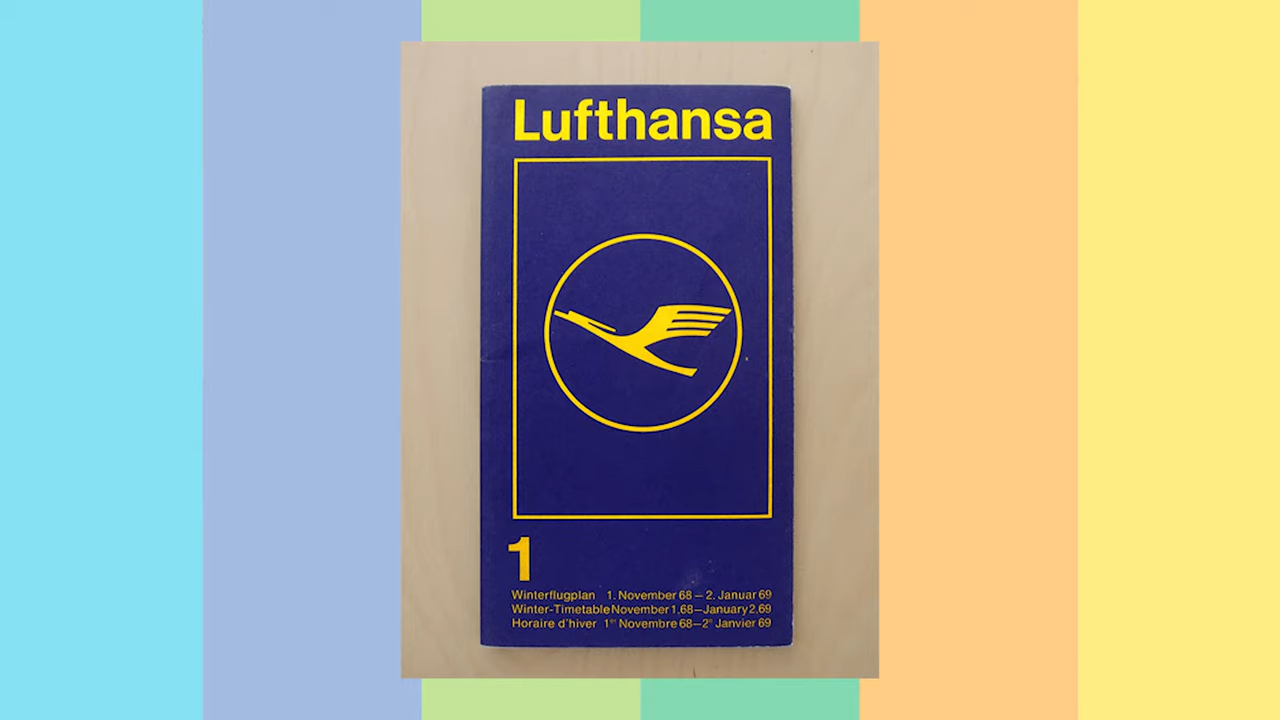 Lufthansa
1
Winterflugplan 1. November 68 – 2. Januar 69
Winter-Timetable November 1,68–January 2,69
Horaire d'hiver 1er Novembre 68–2e Janvier 69